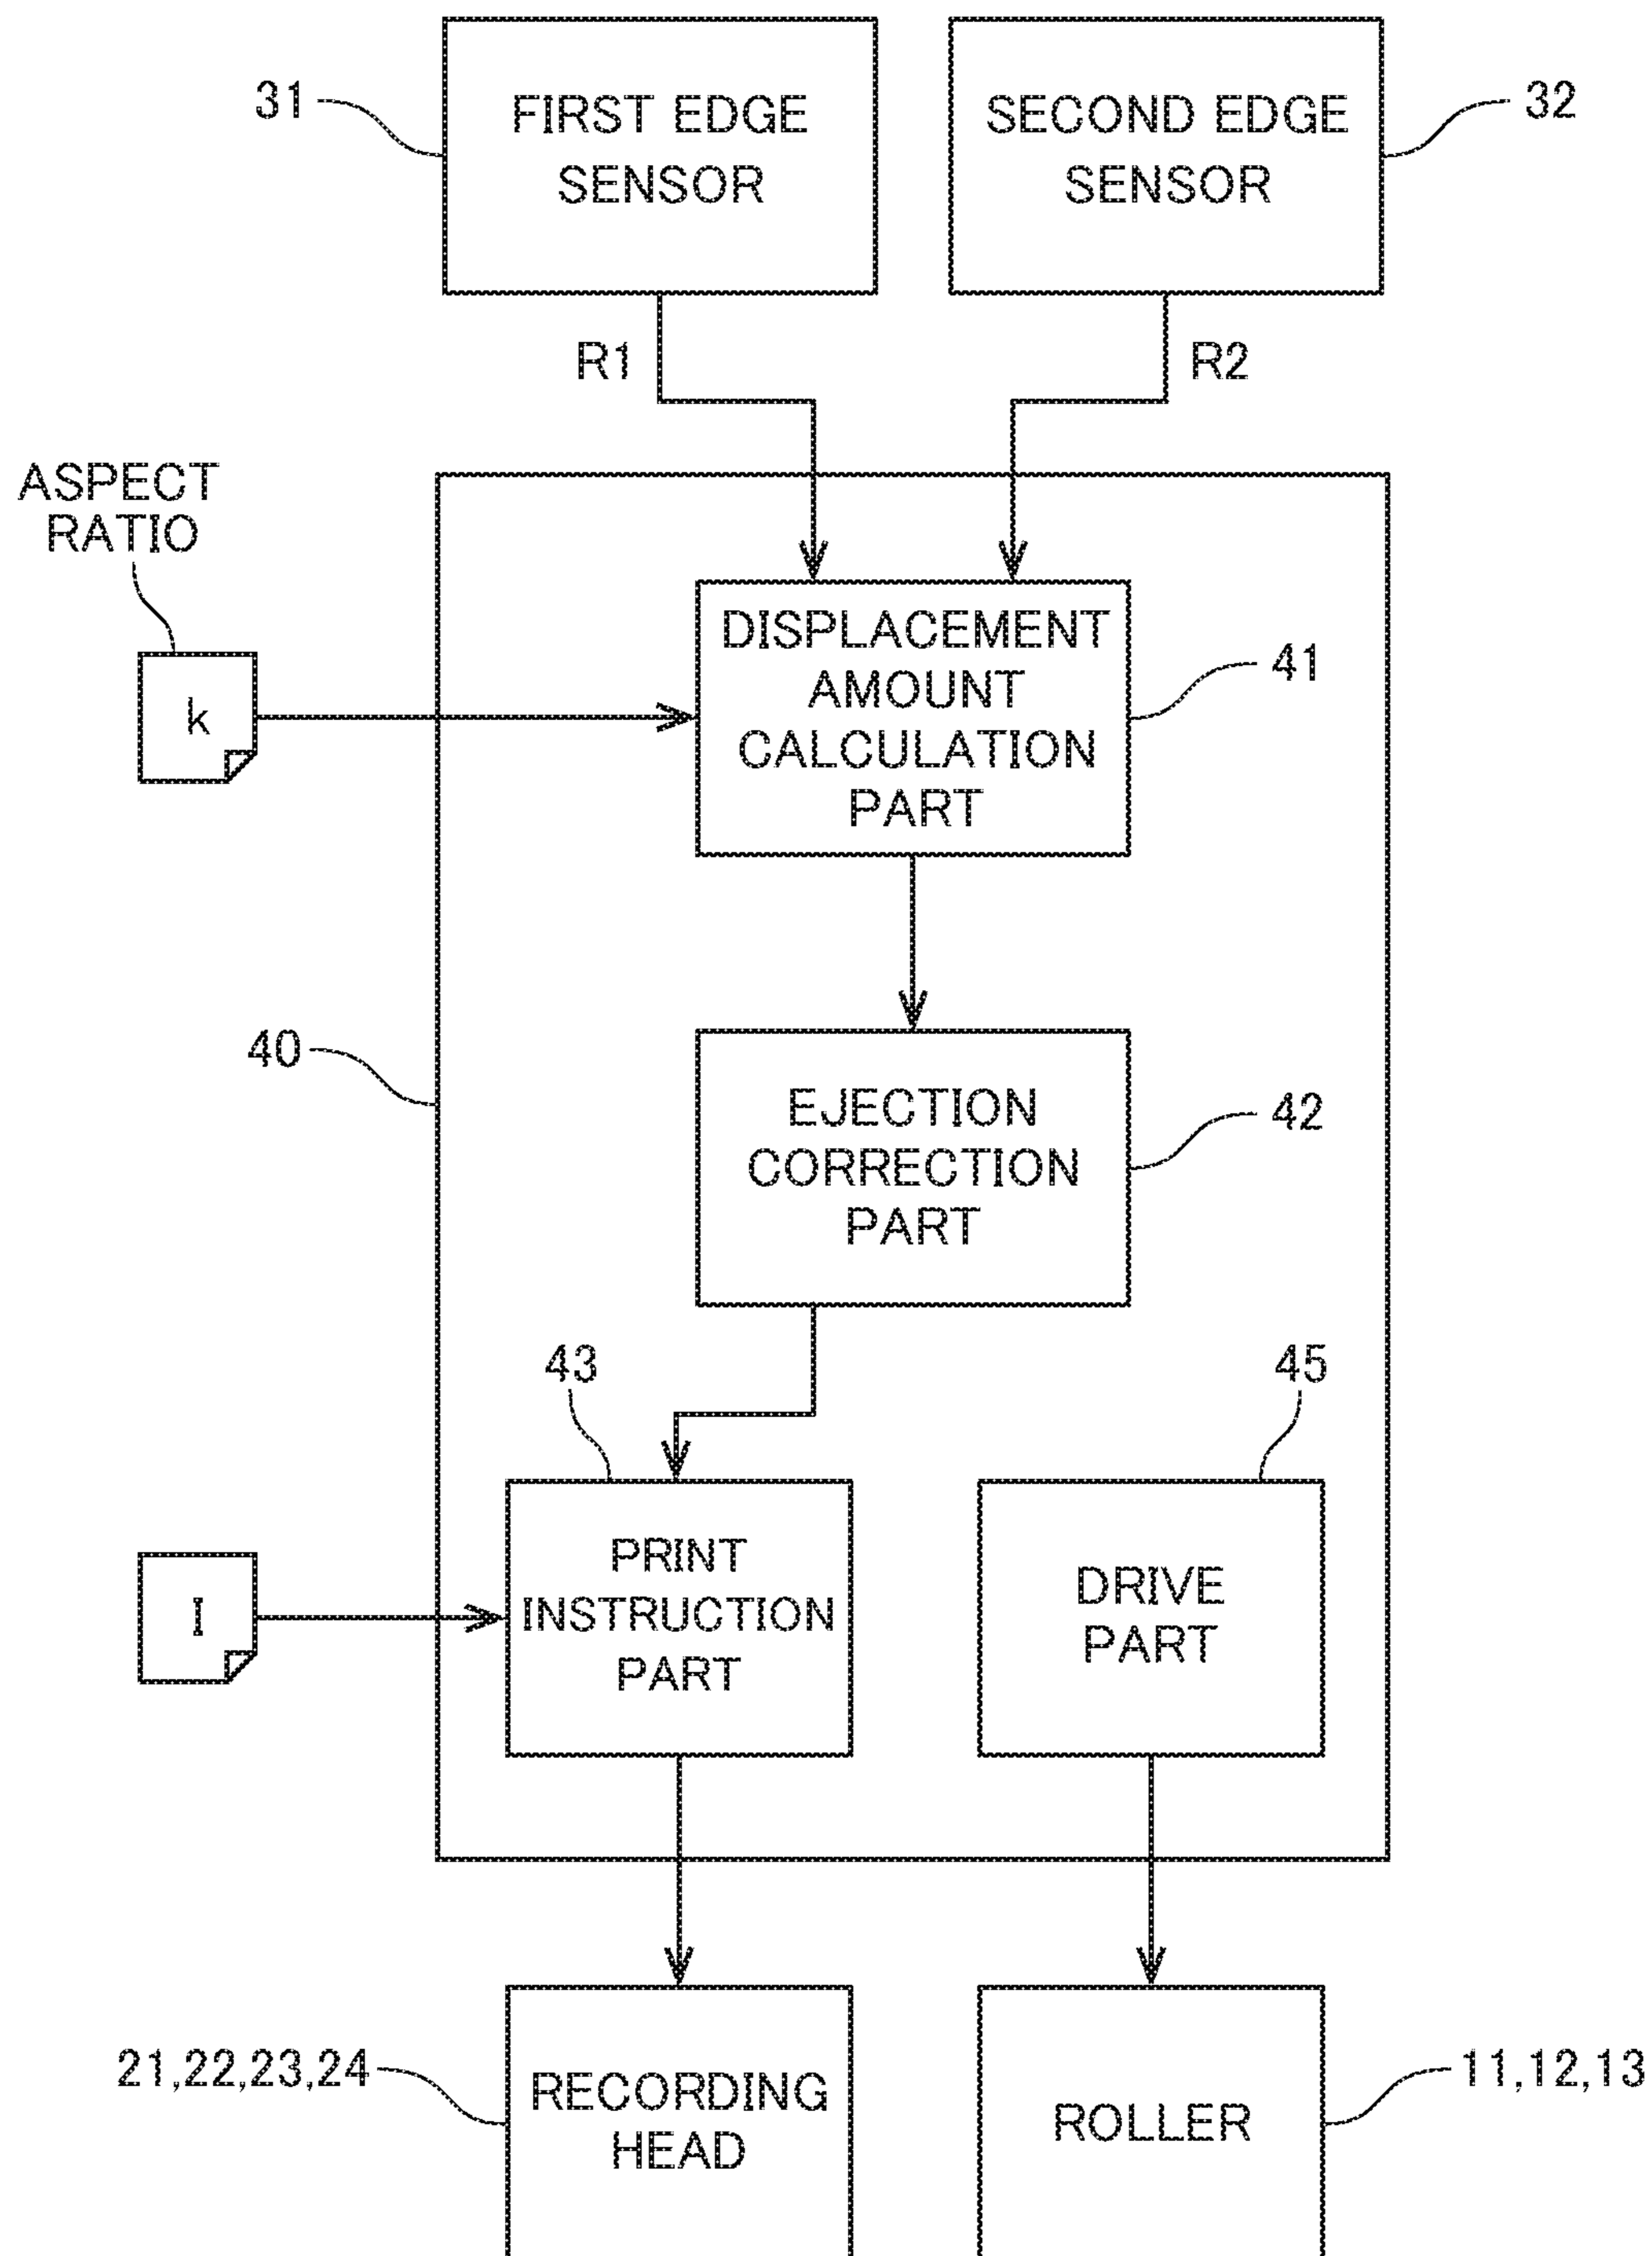 31
FIRST EDGE
SENSOR
SECOND EDGE
SENSOR
32
R1
R2
ASPECT
RATIO
k
DISPLACEMENT
AMOUNT
CALCULATION
PART
41
40
EJECTION
CORRECTION
PART
42
43
45
I
PRINT
INSTRUCTION
PART
DRIVE
PART
21,22,23,24
RECORDING
HEAD
ROLLER
11,12,13